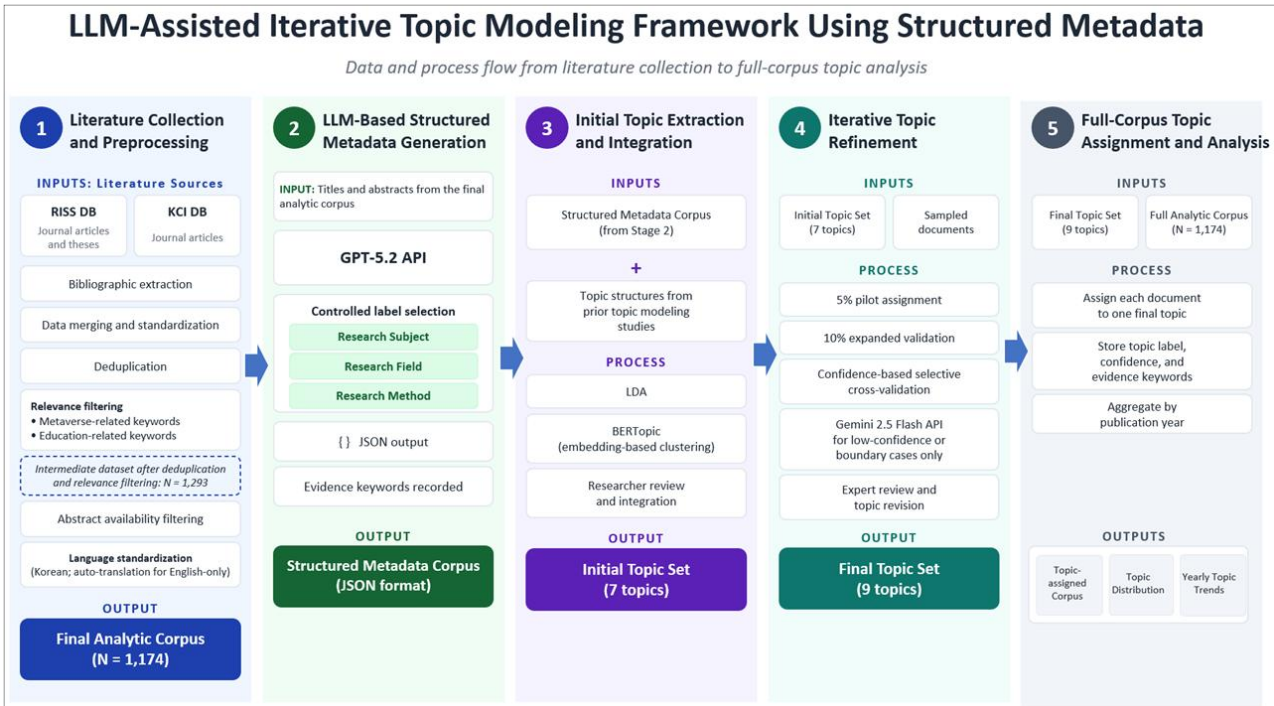 LLM-Assisted Iterative Topic Modeling Framework Using Structured Metadata
Data and process flow from literature collection to full-corpus topic analysis
1
Literature Collection
and Preprocessing
INPUTS: Literature Sources
RISS DB
Journal articles
and theses
KCI DB
Journal articles
Bibliographic extraction
Data merging and standardization
Deduplication
Relevance filtering
• Metaverse-related keywords
• Education-related keywords
Intermediate dataset after deduplication
and relevance filtering: N = 1,293
Abstract availability filtering
Language standardization
(Korean; auto-translation for English-only)
OUTPUT
Final Analytic Corpus
(N = 1,174)
2
LLM-Based Structured
Metadata Generation
INPUT: Titles and abstracts from the final
analytic corpus
GPT-5.2 API
Controlled label selection
Research Subject
Research Field
Research Method
{ } JSON output
Evidence keywords recorded
OUTPUT
Structured Metadata Corpus
(JSON format)
3
Initial Topic Extraction
and Integration
INPUTS
Structured Metadata Corpus
(from Stage 2)
+
Topic structures from
prior topic modeling
studies
PROCESS
LDA
BERTopic
(embedding-based clustering)
Researcher review
and integration
OUTPUT
Initial Topic Set
(7 topics)
4
Iterative Topic
Refinement
INPUTS
Initial Topic Set
(7 topics)
Sampled
documents
PROCESS
5% pilot assignment
10% expanded validation
Confidence-based selective
cross-validation
Gemini 2.5 Flash API
for low-confidence or
boundary cases only
Expert review and
topic revision
OUTPUT
Final Topic Set
(9 topics)
5
Full-Corpus Topic
Assignment and Analysis
INPUTS
Final Topic Set
(9 topics)
Full Analytic Corpus
(N = 1,174)
PROCESS
Assign each document
to one final topic
Store topic label,
confidence, and
evidence keywords
Aggregate by
publication year
OUTPUTS
Topic-
assigned
Corpus
Topic
Distribution
Yearly Topic
Trends